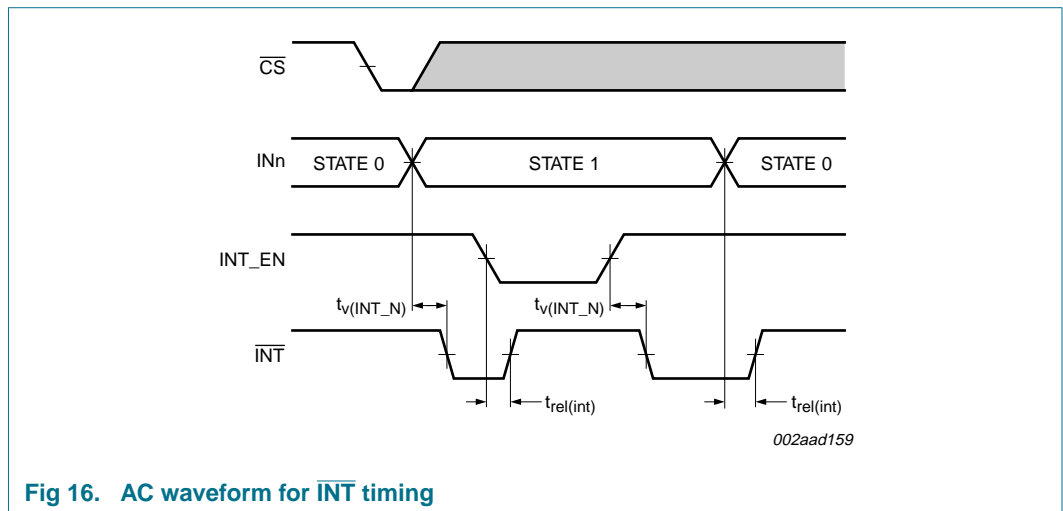 CS
INn STATE 0 STATE 1 STATE 0
INT_EN
tv(INT_N) tv(INT_N)
INT
trel(int) trel(int)
002aad159
Fig 16. AC waveform for INT timing